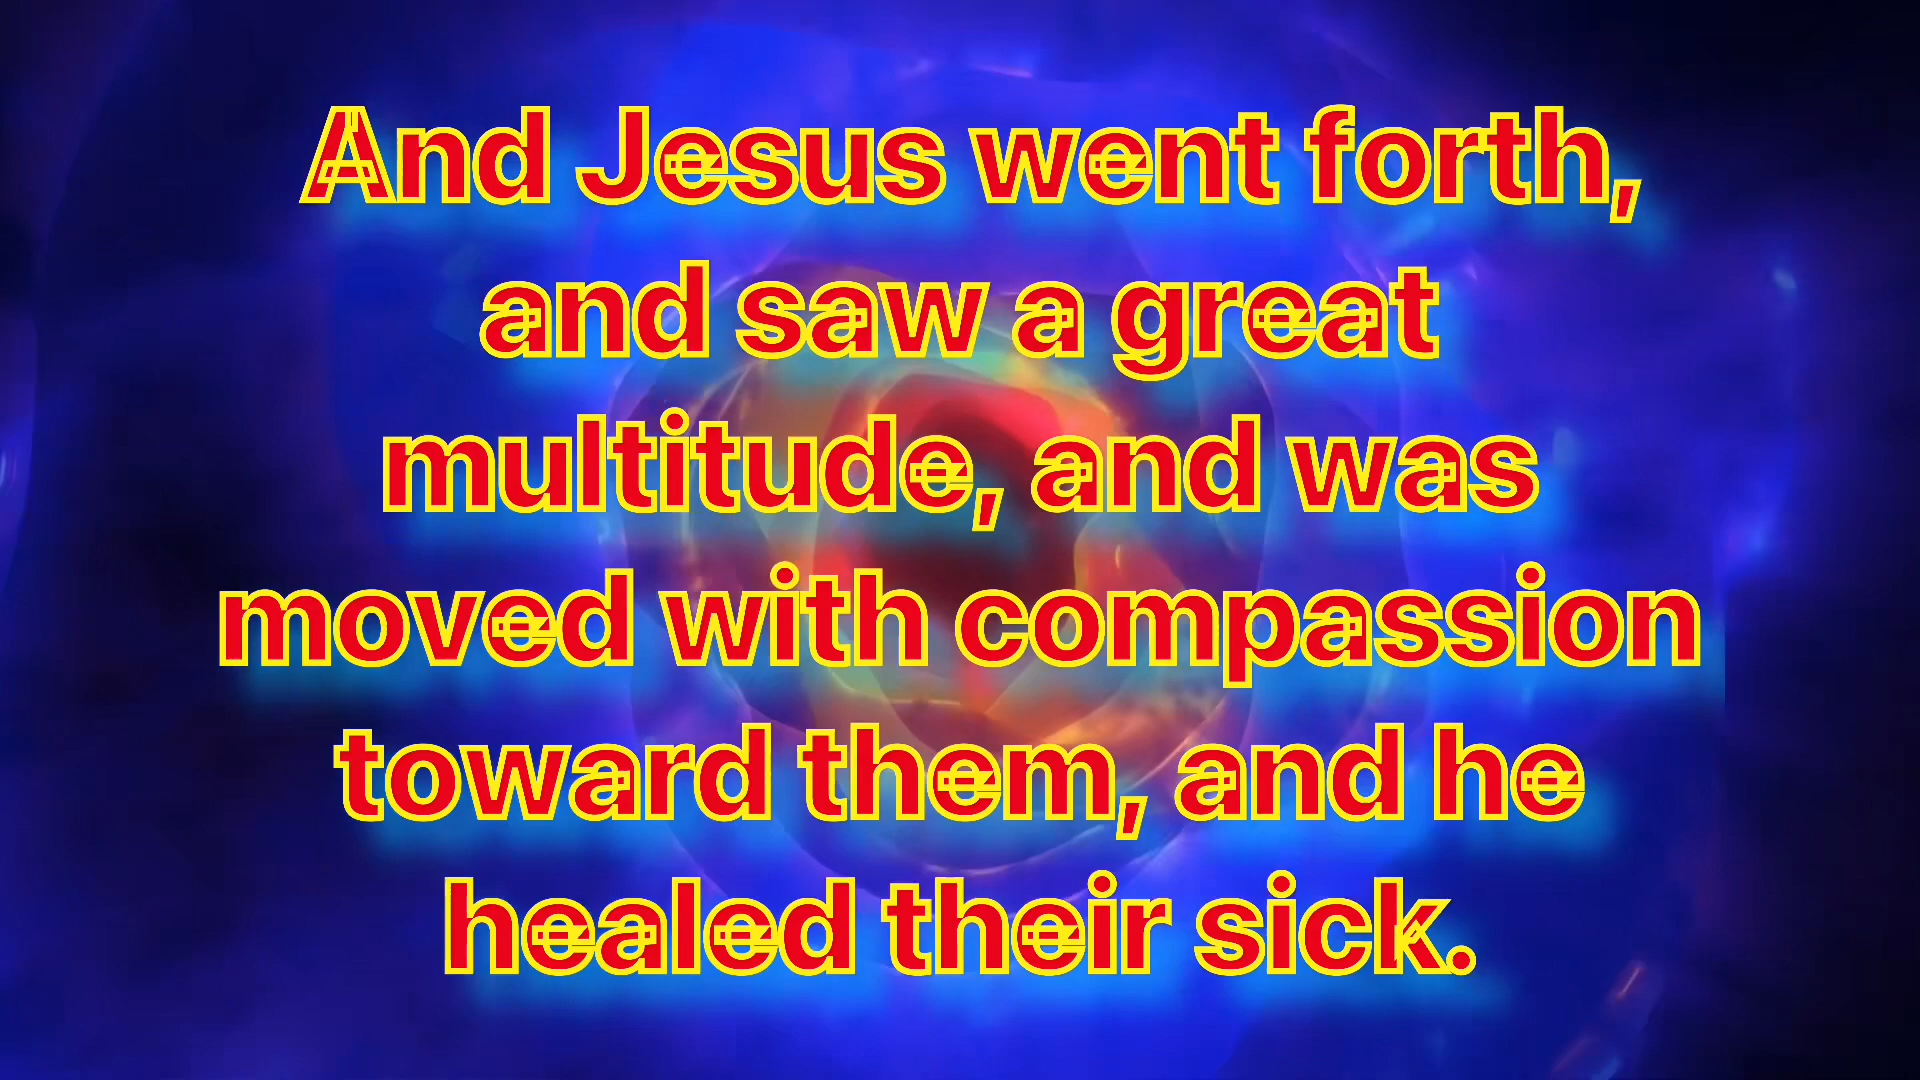 And Jesus went forth,
and saw a great
multitude, and was
moved with compassion
toward them, and he
healed their sick.